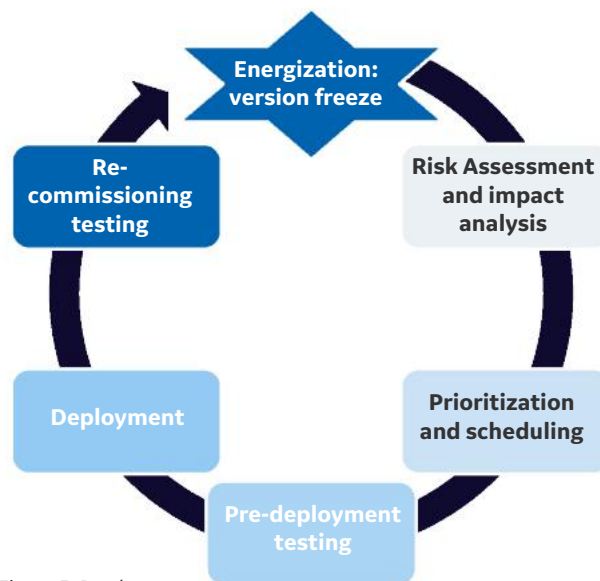 Energization:
version freeze
Re-
commissioning
testing
Risk Assessment
and impact
analysis
Deployment
Prioritization
and scheduling
Pre-deployment
testing